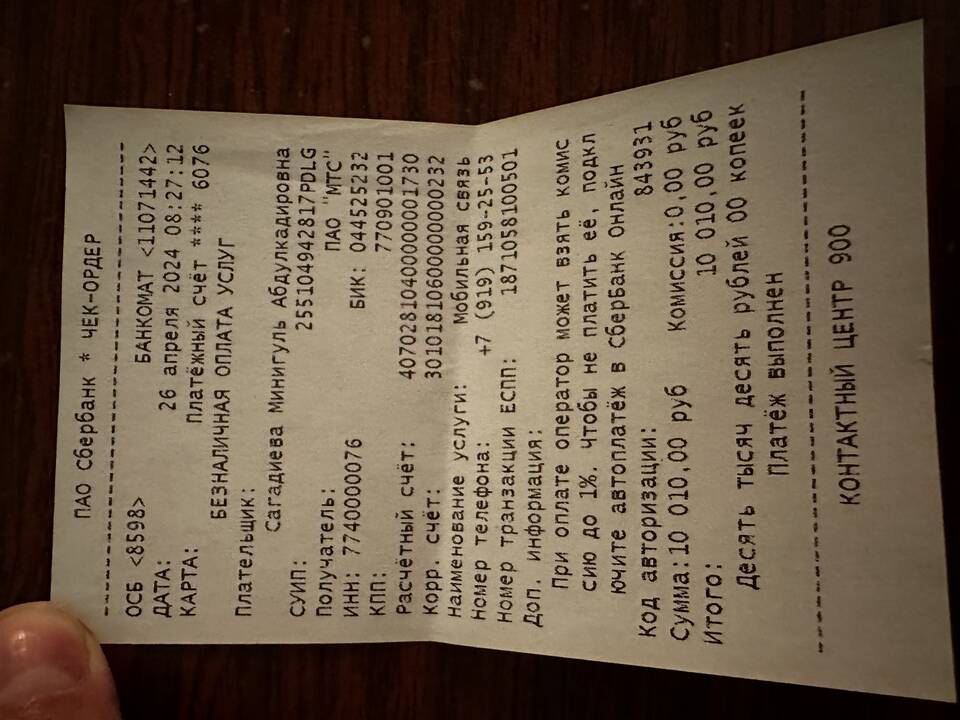 ПАО Сбербанк * ЧЕК-ОРДЕР
--------------------------------
ОСБ <8598> БАНКОМАТ <11071442>
ДАТА: 26 апреля 2024 08:27:12
КАРТА: Платёжный счёт **** 6076
БЕЗНАЛИЧНАЯ ОПЛАТА УСЛУГ
Плательщик:
Сагадиева Минигуль Абдулкадировна
СУИП: 255104942817PDLG
Получатель: ПАО "МТС"
ИНН: 7740000076 БИК: 044525232
КПП: 770901001
Расчётный счёт: 40702810400000001730
Корр. счёт: 30101810600000000232
Наименование услуги: Мобильная связь
Номер телефона: +7 (919) 159-25-53
Номер транзакции ЕСПП: 1871058100501
Доп. информация:
При оплате оператор может взять комис
сию до 1%. Чтобы не платить её, подкл
ючите автоплатёж в Сбербанк Онлайн
Код авторизации: 843931
Сумма:10 010,00 руб Комиссия:0,00 руб
Итого: 10 010,00 руб
Десять тысяч десять рублей 00 копеек
Платёж выполнен
--------------------------------
КОНТАКТНЫЙ ЦЕНТР 900